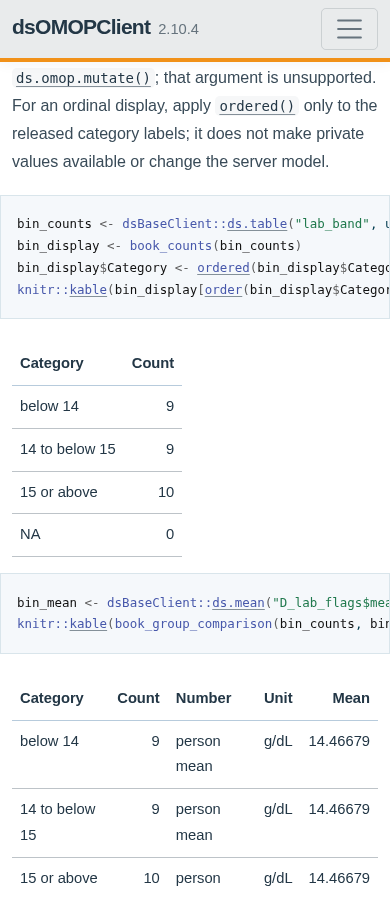 dsOMOPClient 2.10.4
ds.omop.mutate() ; that argument is unsupported.
For an ordinal display, apply ordered() only to the
released category labels; it does not make private
values available or change the server model.
bin_counts <- dsBaseClient::ds.table("lab_band",
bin_display <- book_counts(bin_counts)
bin_display$Category <- ordered(bin_display$Catego
knitr::kable(bin_display[order(bin_display$Categor
Category Count
below 14 9
14 to below 15 9
15 or above 10
NA 0
bin_mean <- dsBaseClient::ds.mean("D_lab_flags$mea
knitr::kable(book_group_comparison(bin_counts, bin
Category Count Number Unit Mean
below 14 9 person g/dL 14.46679
mean
14 to below 9 person g/dL 14.46679
15 mean
15 or above 10 person g/dL 14.46679